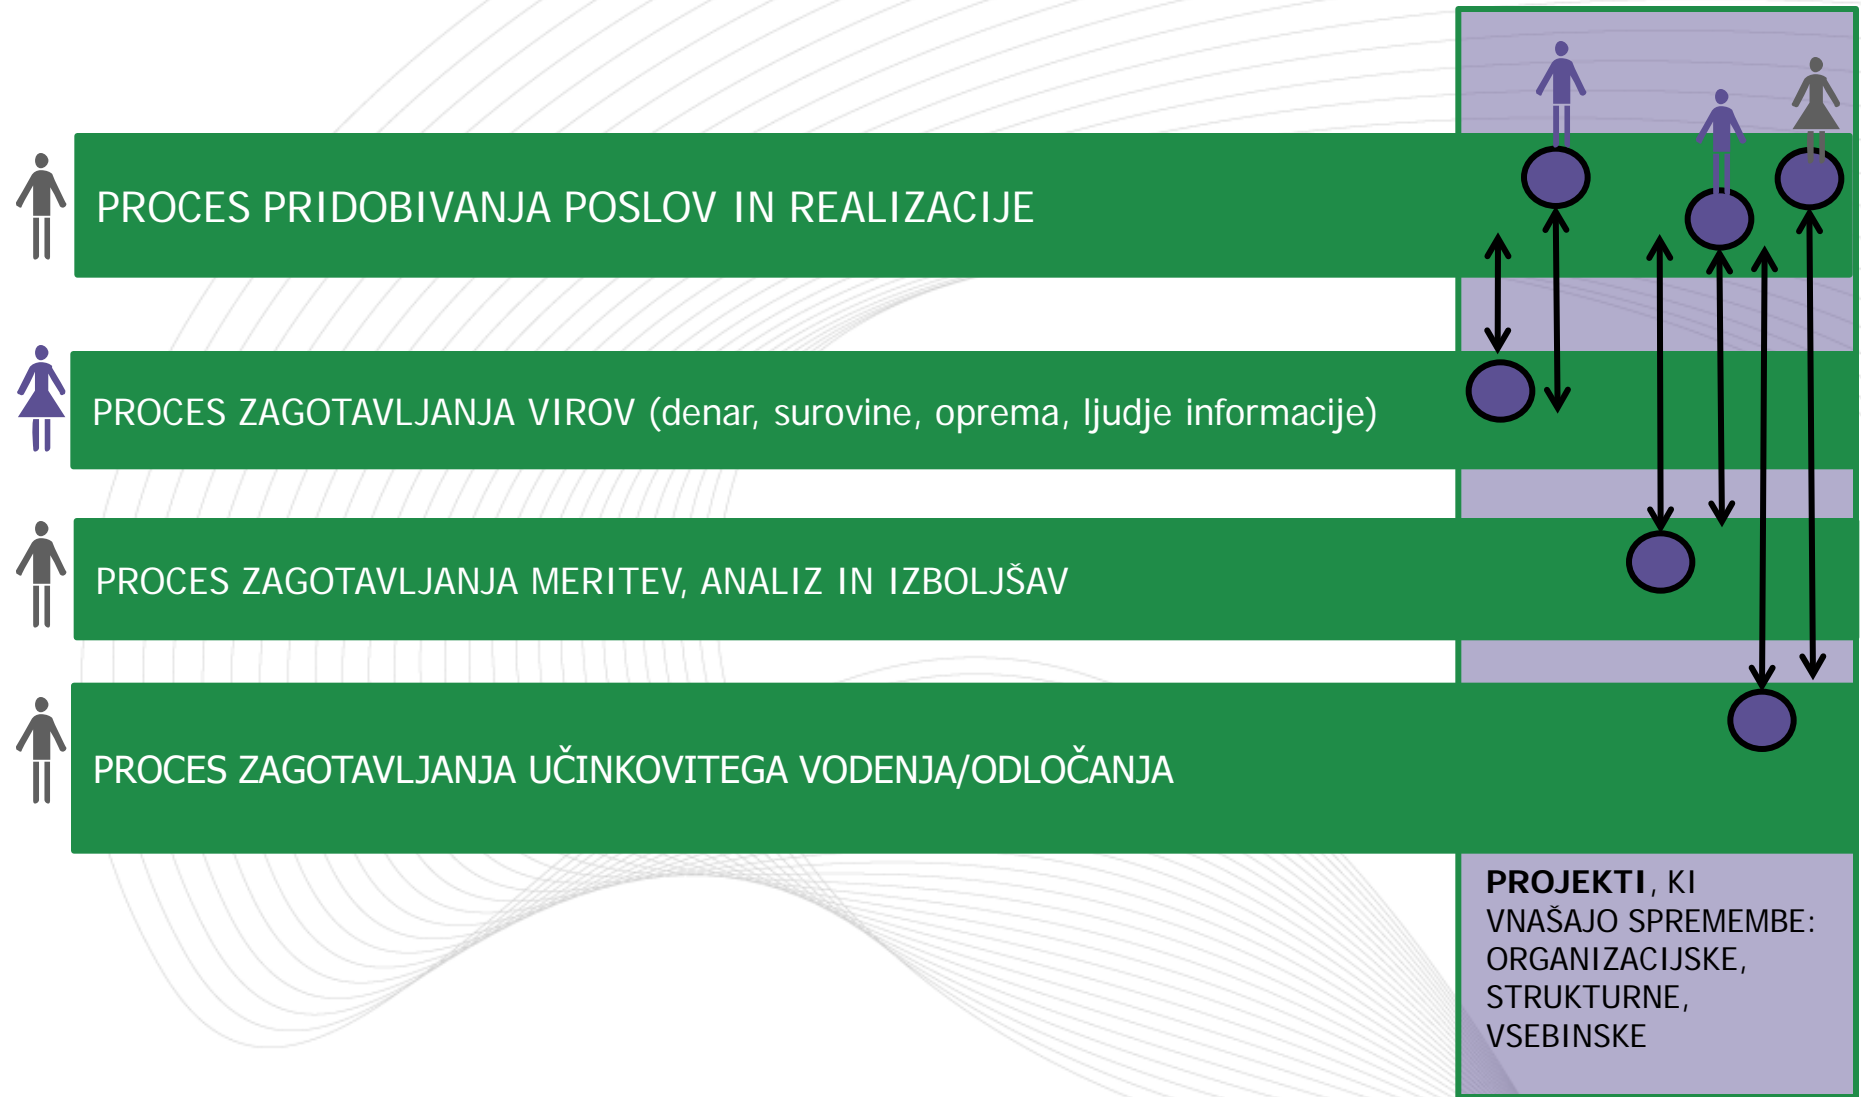 PROCES PRIDOBIVANJA POSLOV IN REALIZACIJE
PROCES ZAGOTAVLJANJA VIROV (denar, surovine, oprema, ljudje informacije)
PROCES ZAGOTAVLJANJA MERITEV, ANALIZ IN IZBOLJŠAV
PROCES ZAGOTAVLJANJA UČINKOVITEGA VODENJA/ODLOČANJA
PROJEKTI, KI
VNAŠAJO SPREMEMBE:
ORGANIZACIJSKE,
STRUKTURNE,
VSEBINSKE